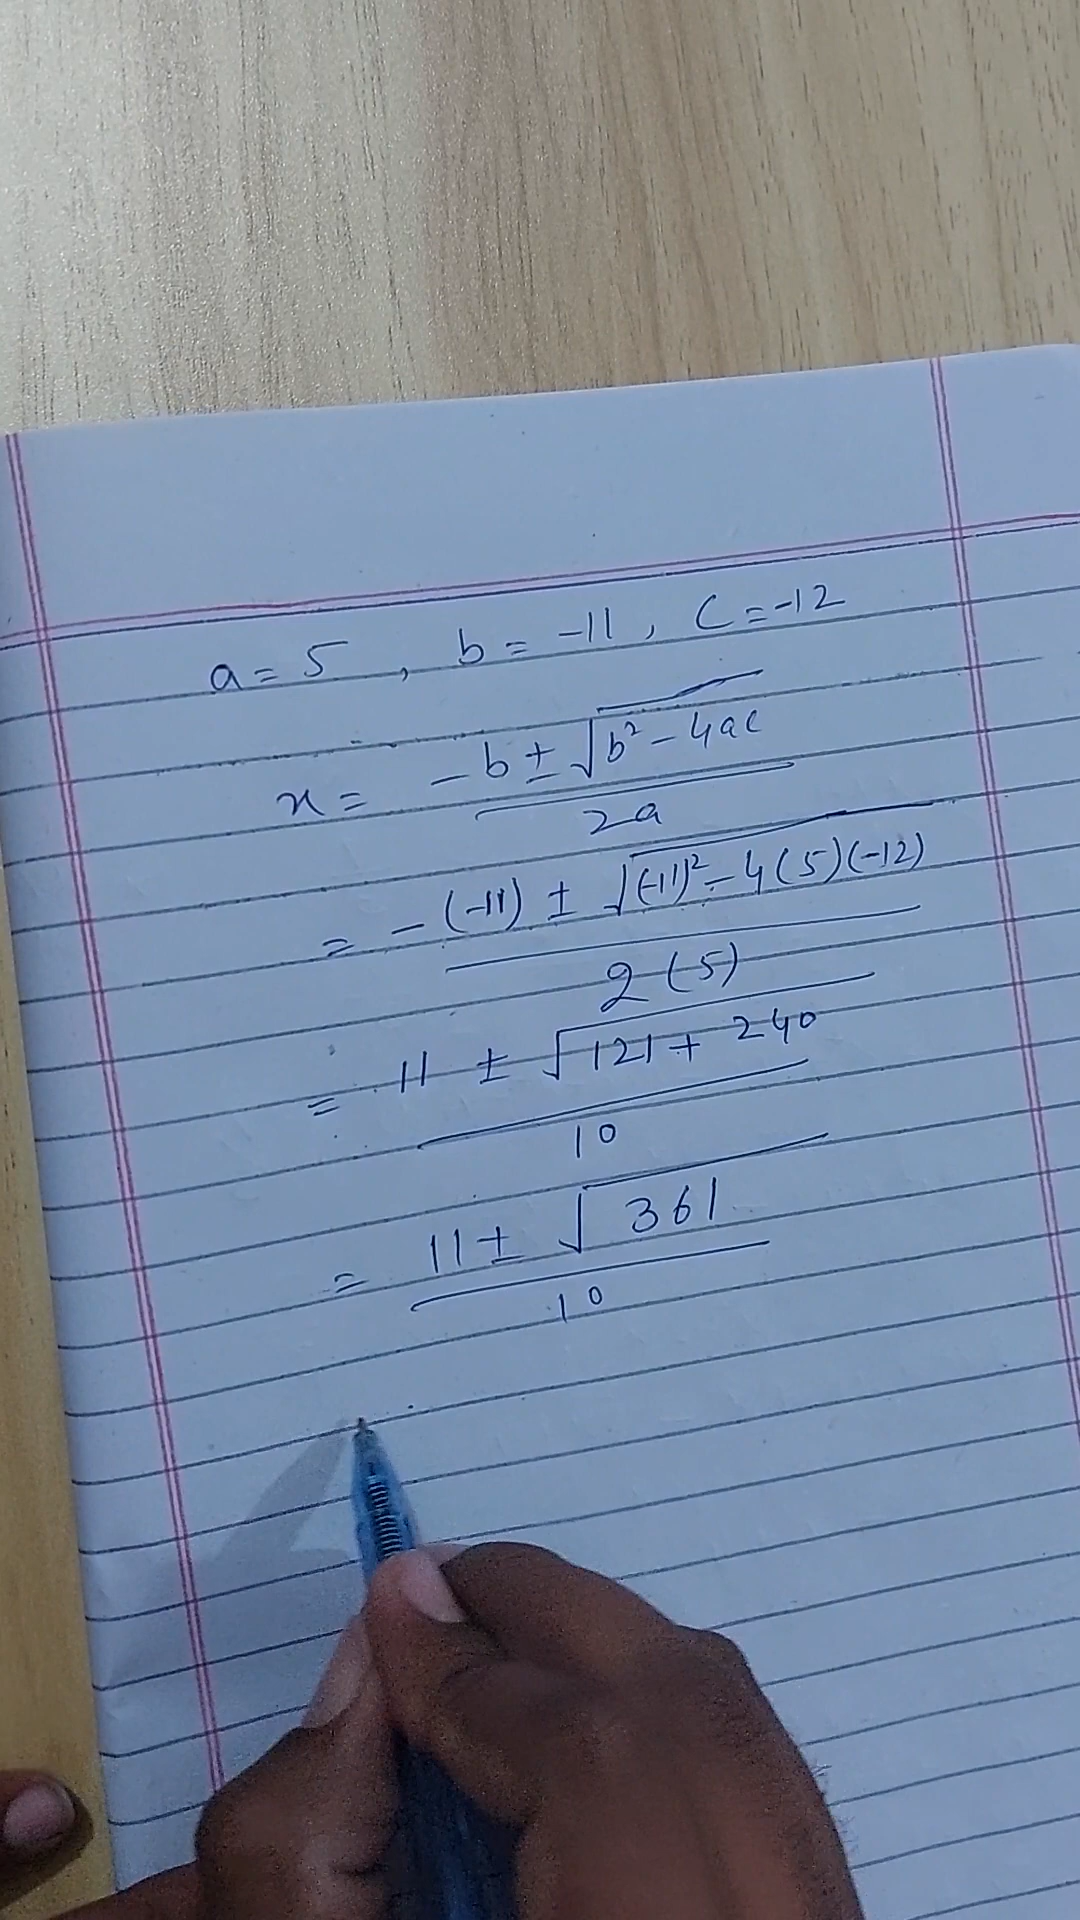 a = 5 , b = -11 , C = -12
x = (-b ± √(b² - 4ac)) / 2a
= (-(-11) ± √((-11)² - 4(5)(-12))) / 2(5)
= (11 ± √(121 + 240)) / 10
= (11 ± √361) / 10